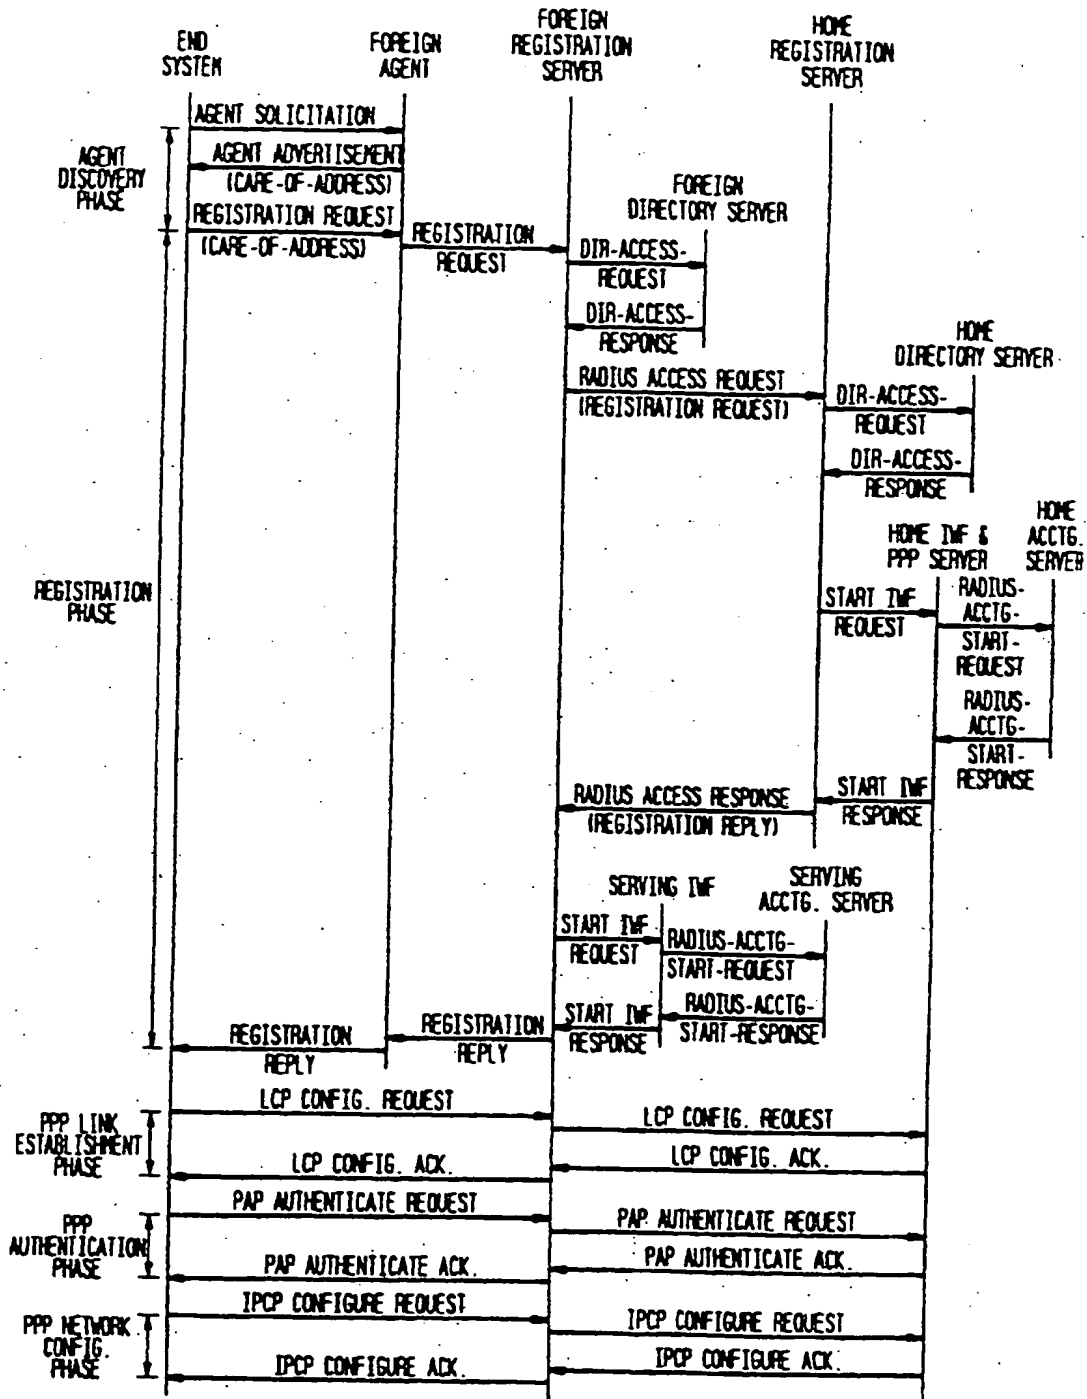 END
SYSTEM
FOREIGN
AGENT
FOREIGN
REGISTRATION
SERVER
HOME
REGISTRATION
SERVER
AGENT SOLICITATION
AGENT ADVERTISEMENT
(CARE-OF-ADDRESS)
AGENT
DISCOVERY
PHASE
REGISTRATION REQUEST
(CARE-OF-ADDRESS)
REGISTRATION
REQUEST
FOREIGN
DIRECTORY SERVER
DIR-ACCESS-
REQUEST
DIR-ACCESS-
RESPONSE
HOME
DIRECTORY SERVER
RADIUS ACCESS REQUEST
(REGISTRATION REQUEST)
DIR-ACCESS-
REQUEST
DIR-ACCESS-
RESPONSE
HOME IWF &
PPP SERVER
HOME
ACCTG.
SERVER
REGISTRATION
PHASE
START IWF
REQUEST
RADIUS-
ACCTG-
START-
REQUEST
RADIUS-
ACCTG-
START-
RESPONSE
START IWF
RESPONSE
RADIUS ACCESS RESPONSE
(REGISTRATION REPLY)
SERVING IWF
SERVING
ACCTG. SERVER
START IWF
REQUEST
RADIUS-ACCTG-
START-REQUEST
RADIUS-ACCTG-
START-RESPONSE
START IWF
RESPONSE
REGISTRATION
REPLY
REGISTRATION
REPLY
PPP LINK
ESTABLISHMENT
PHASE
LCP CONFIG. REQUEST
LCP CONFIG. REQUEST
LCP CONFIG. ACK.
LCP CONFIG. ACK.
PPP
AUTHENTICATION
PHASE
PAP AUTHENTICATE REQUEST
PAP AUTHENTICATE REQUEST
PAP AUTHENTICATE ACK.
PAP AUTHENTICATE ACK.
PPP NETWORK
CONFIG.
PHASE
IPCP CONFIGURE REQUEST
IPCP CONFIGURE REQUEST
IPCP CONFIGURE ACK.
IPCP CONFIGURE ACK.